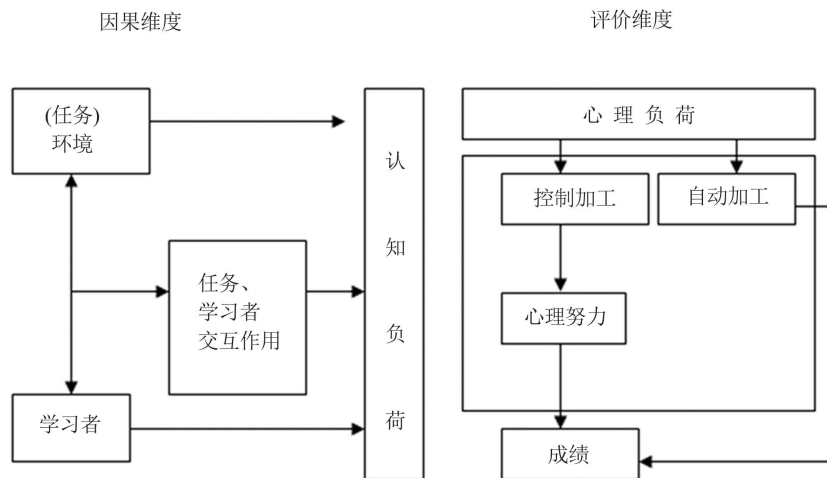 因果维度
评价维度
(任务)
环境
任务、
学习者
交互作用
学习者
认
知
负
荷
心 理 负 荷
控制加工
自动加工
心理努力
成绩